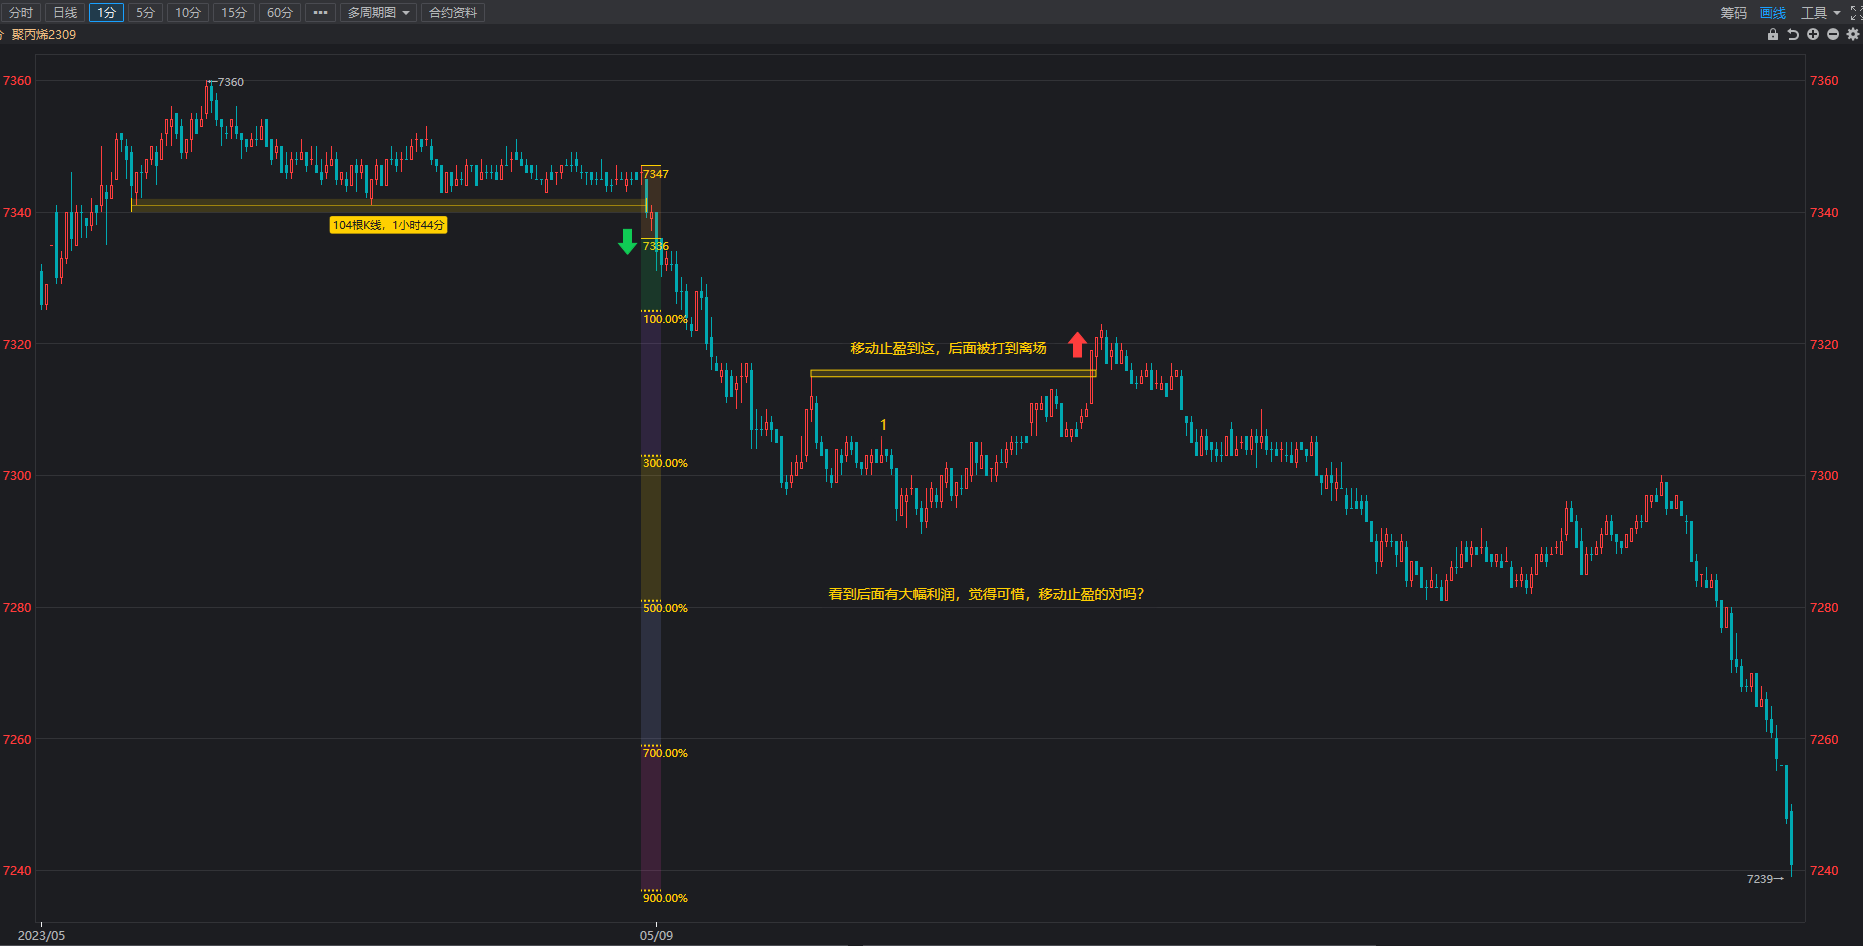 分时 日线 1分 5分 10分 15分 60分 ••• 多周期图 合约资料 筹码 画线 工具
聚丙烯2309
7360 ←7360 7360
7347
7340 7340
104根K线，1小时44分
7336
100.00%
7320 移动止盈到这，后面被打到离场 7320
1
300.00%
7300 7300
看到后面有大幅利润，觉得可惜，移动止盈的对吗?
7280 500.00% 7280
7260 7260
700.00%
7240 7240
7239→
900.00%
2023/05 05/09